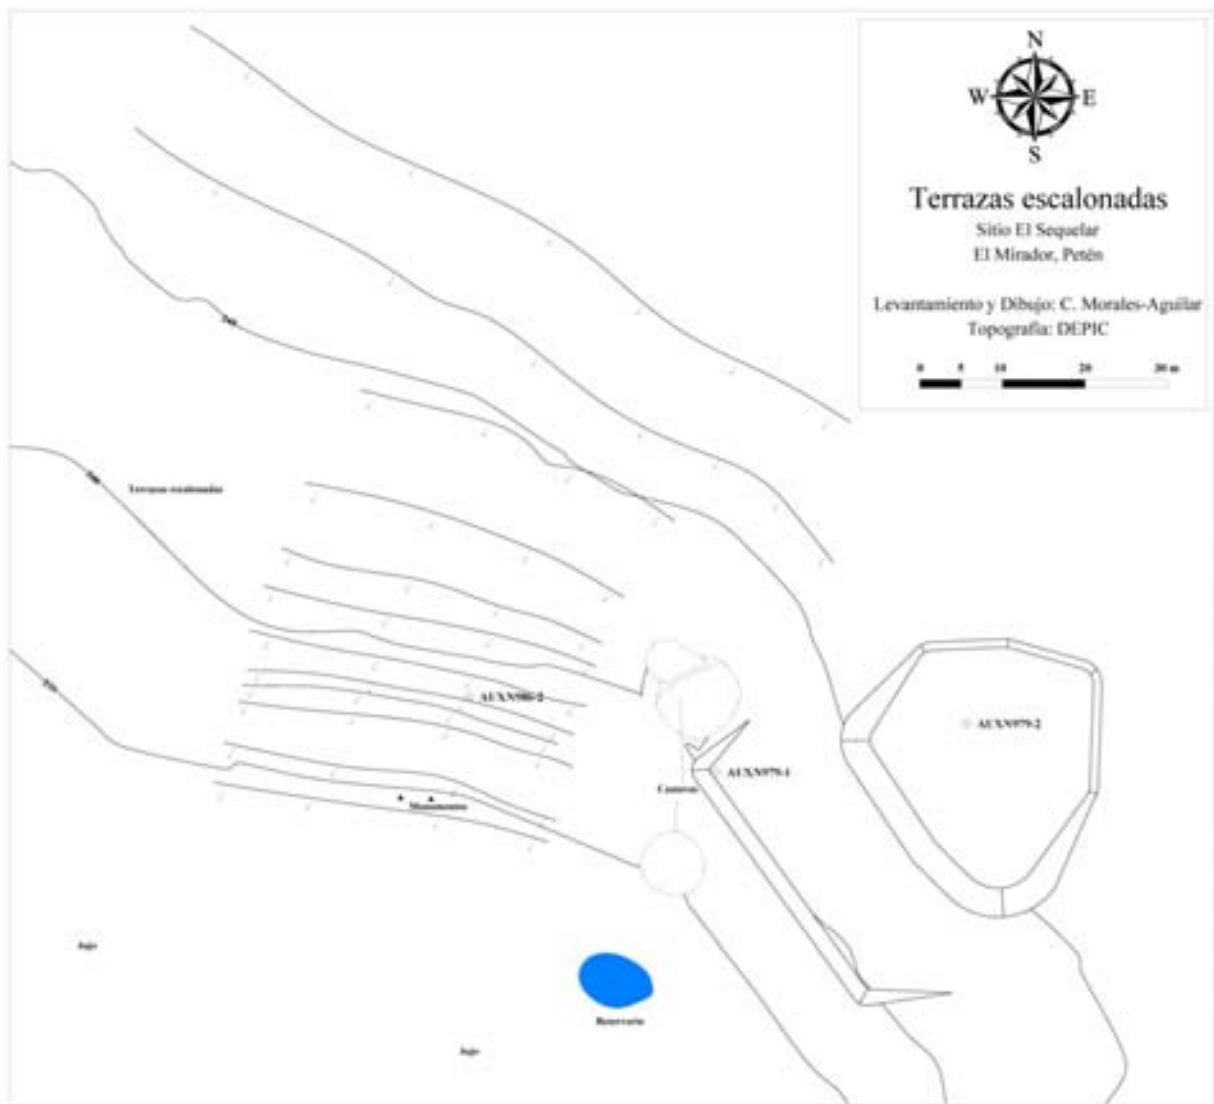 N
W E
S
Terrazas escalonadas
Sitio El Sequelar
El Mirador, Petén
Levantamiento y Dibujo: C. Morales-Aguilar
Topografía: DEPIC
0 5 10 20 30 m
Terrazas escalonadas
AUXN979-2
AUXN979-1
Canteras
Monumentos
Bajo
Reservorio
Bajo